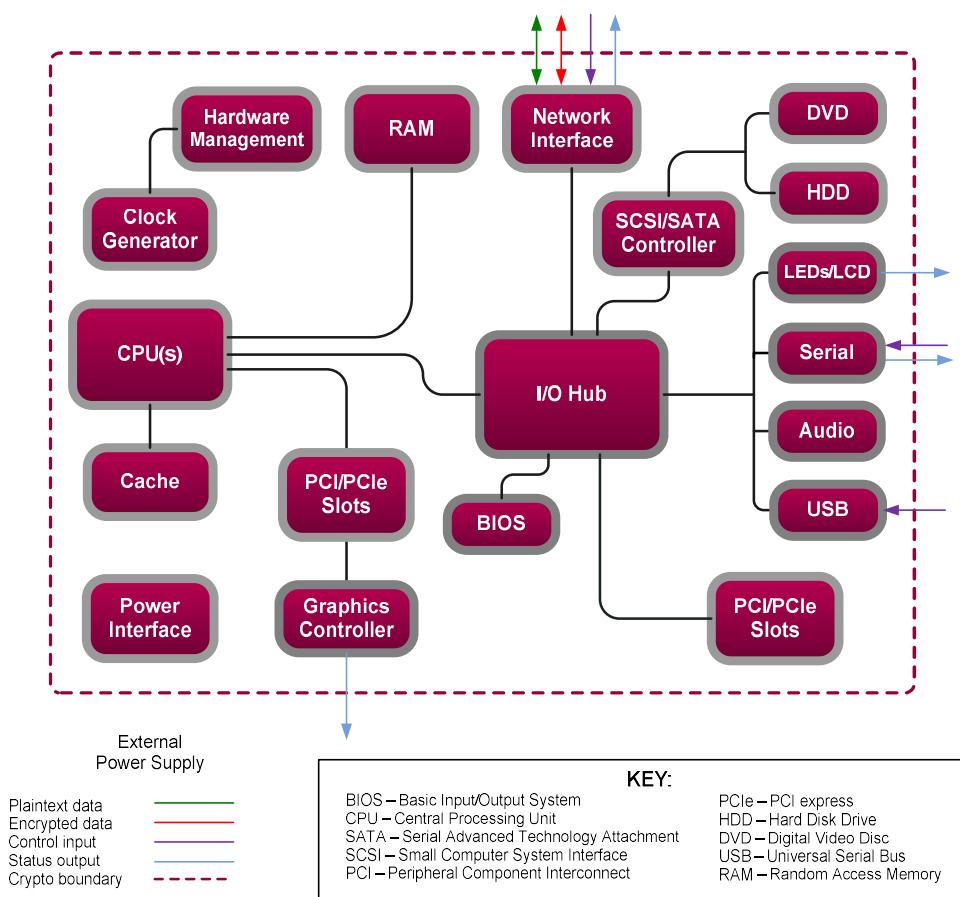 Hardware
Management
RAM
Network
Interface
DVD
HDD
Clock
Generator
SCSI/SATA
Controller
LEDs/LCD
CPU(s)
I/O Hub
Serial
Audio
Cache
PCI/PCIe
Slots
BIOS
USB
Power
Interface
Graphics
Controller
PCI/PCIe
Slots
External
Power Supply
Plaintext data
Encrypted data
Control input
Status output
Crypto boundary
KEY:
BIOS – Basic Input/Output System
CPU – Central Processing Unit
SATA – Serial Advanced Technology Attachment
SCSI – Small Computer System Interface
PCI – Peripheral Component Interconnect
PCIe – PCI express
HDD – Hard Disk Drive
DVD – Digital Video Disc
USB – Universal Serial Bus
RAM – Random Access Memory